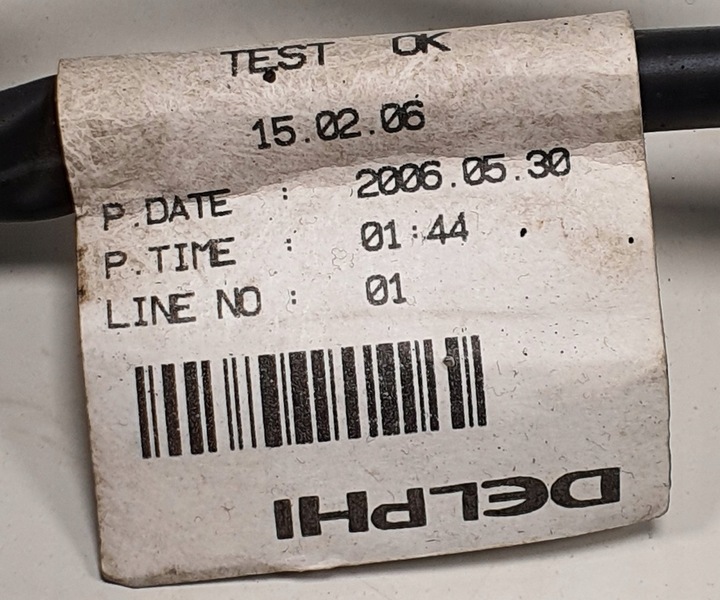 TEST OK
15.02.06
P.DATE : 2006.05.30
P.TIME : 01:44
LINE NO : 01
DELPHI